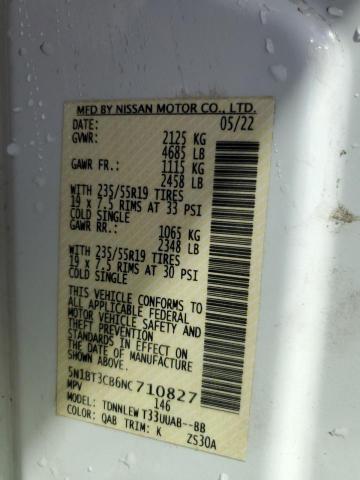 MFD BY NISSAN MOTOR CO., LTD.
DATE: 05/22
GVWR: 2125 KG
4685 LB
GAWR FR.: 1115 KG
2458 LB
WITH 235/55R19 TIRES
19 x 7.5 RIMS AT 33 PSI
COLD SINGLE
GAWR RR.: 1065 KG
2348 LB
WITH 235/55R19 TIRES
19 x 7.5 RIMS AT 30 PSI
COLD SINGLE
THIS VEHICLE CONFORMS TO
ALL APPLICABLE FEDERAL
MOTOR VEHICLE SAFETY AND
THEFT PREVENTION
STANDARDS IN EFFECT ON
THE DATE OF MANUFACTURE
5N1BT3CB6NC710827
MPV 146
MODEL: TDNNLEW T33UUAB--BB
COLOR: QAB TRIM: K ZS30A